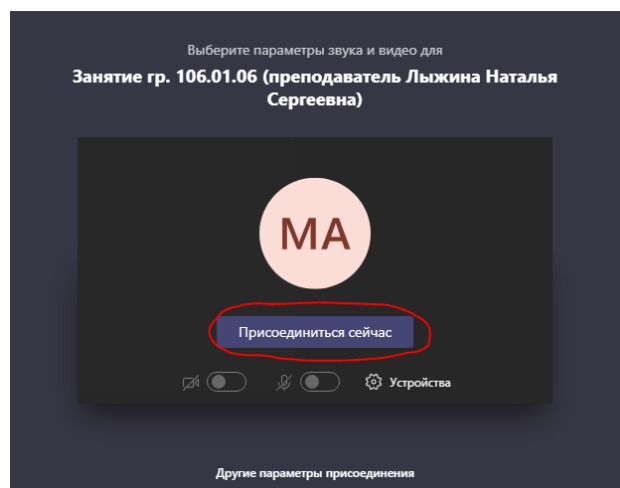 Выберите параметры звука и видео для
Занятие гр. 106.01.06 (преподаватель Лыжина Наталья
Сергеевна)
МА
Присоединиться сейчас
Устройства
Другие параметры присоединения